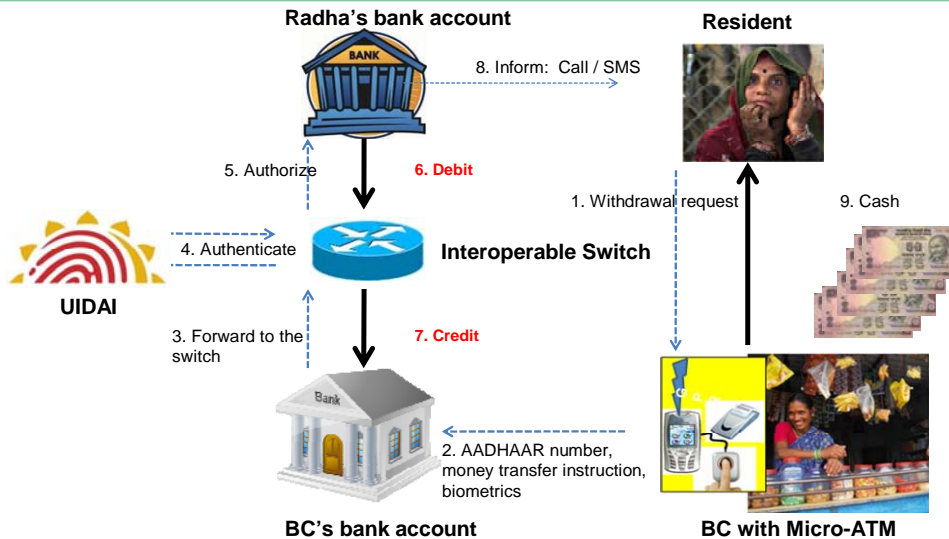 Radha's bank account
Resident
BANK
8. Inform: Call / SMS
5. Authorize
6. Debit
1. Withdrawal request
9. Cash
4. Authenticate
Interoperable Switch
UIDAI
3. Forward to the
switch
7. Credit
Bank
2. AADHAAR number,
money transfer instruction,
biometrics
BC's bank account
BC with Micro-ATM